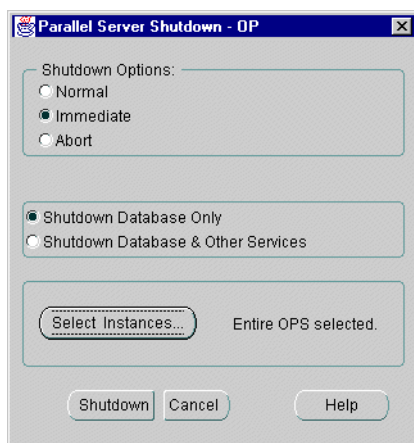 Parallel Server Shutdown - OP
Shutdown Options:
Normal
Immediate
Abort
Shutdown Database Only
Shutdown Database & Other Services
Select Instances... Entire OPS selected.
Shutdown Cancel Help